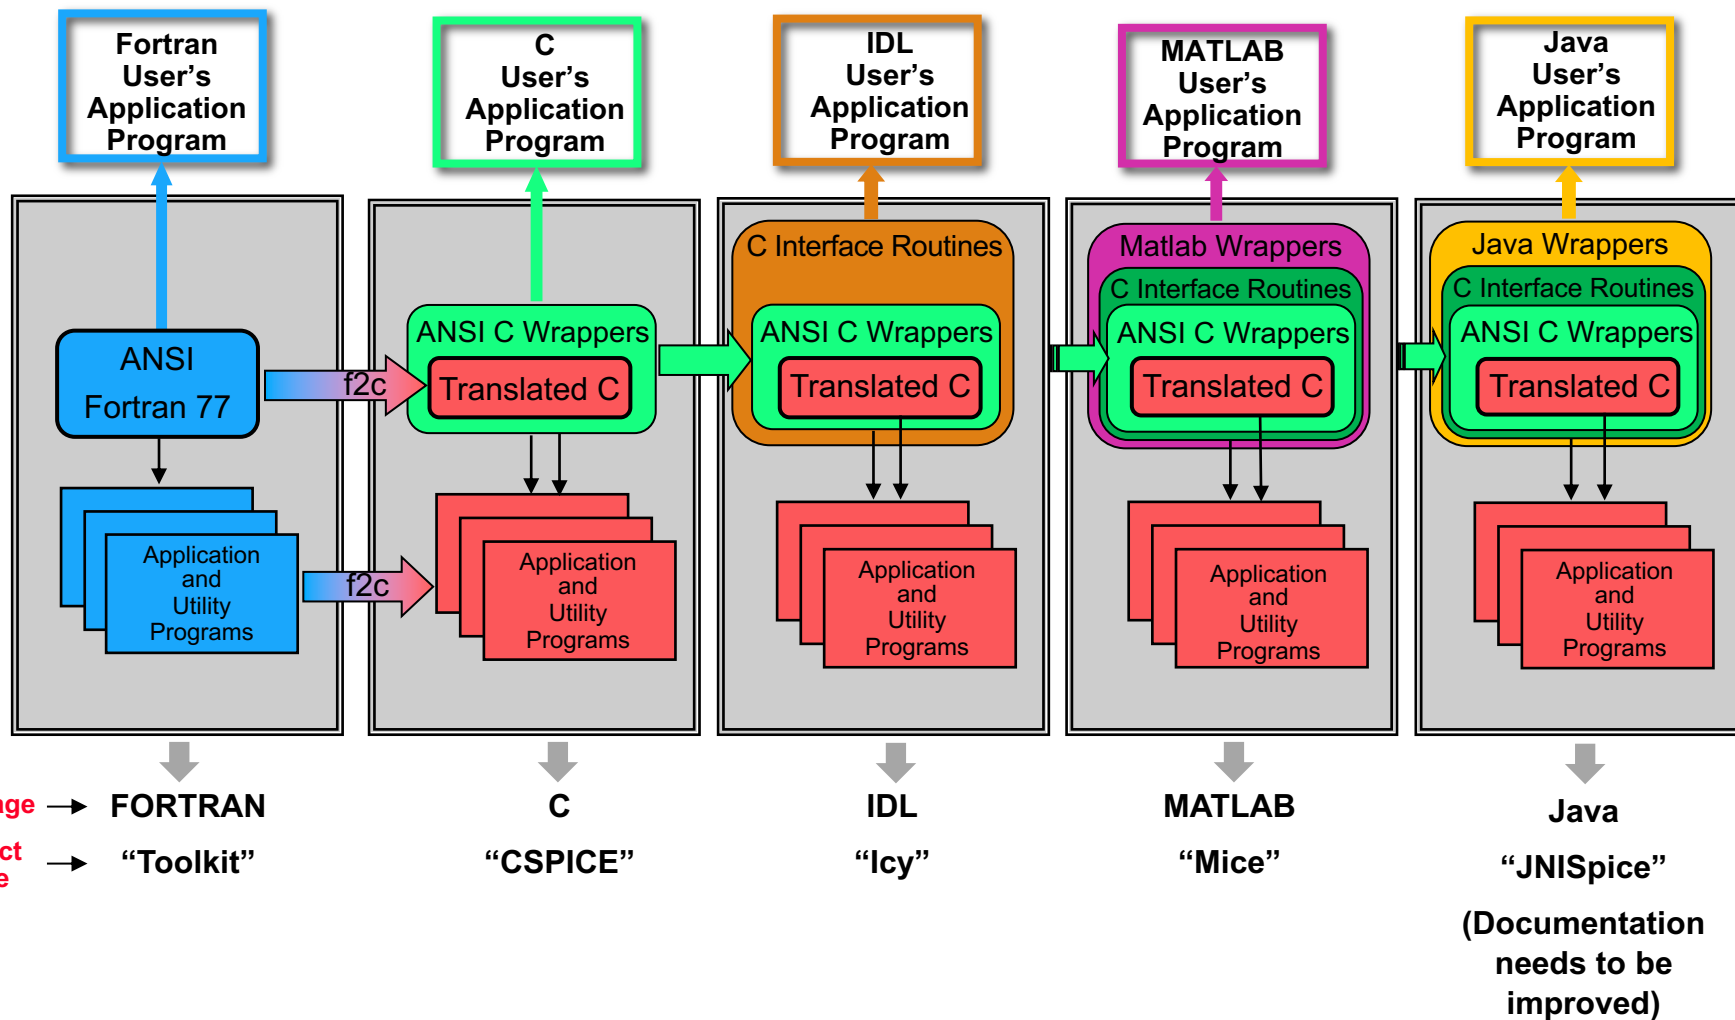 Fortran
User's
Application
Program
C
User's
Application
Program
IDL
User's
Application
Program
MATLAB
User's
Application
Program
Java
User's
Application
Program
ANSI
Fortran 77
f2c
Application
and
Utility
Programs
f2c
ANSI C Wrappers
Translated C
Application
and
Utility
Programs
C Interface Routines
ANSI C Wrappers
Translated C
Application
and
Utility
Programs
Matlab Wrappers
C Interface Routines
ANSI C Wrappers
Translated C
Application
and
Utility
Programs
Java Wrappers
C Interface Routines
ANSI C Wrappers
Translated C
Application
and
Utility
Programs
FORTRAN
C
IDL
MATLAB
Java
“Toolkit”
“CSPICE”
“Icy”
“Mice”
“JNISpice”
(Documentation
needs to be
improved)